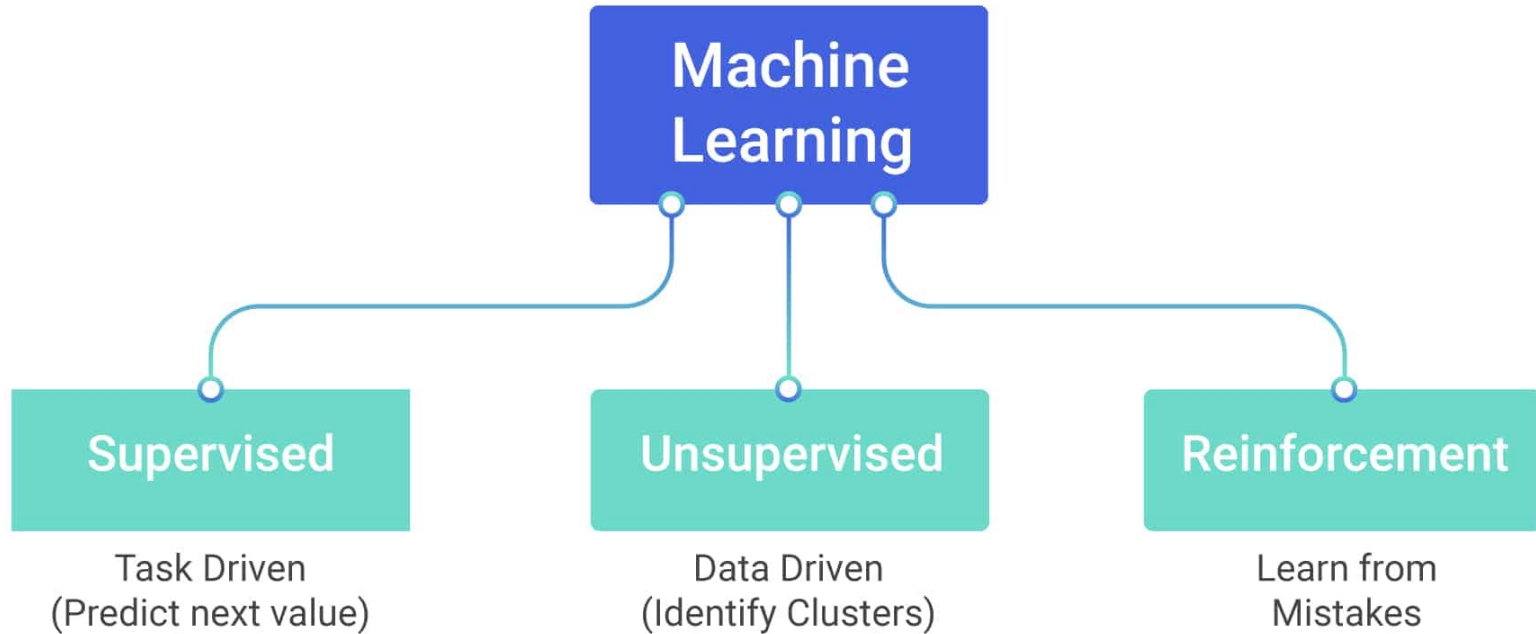 Machine
Learning
Supervised
Unsupervised
Reinforcement
Task Driven
(Predict next value)
Data Driven
(Identify Clusters)
Learn from
Mistakes